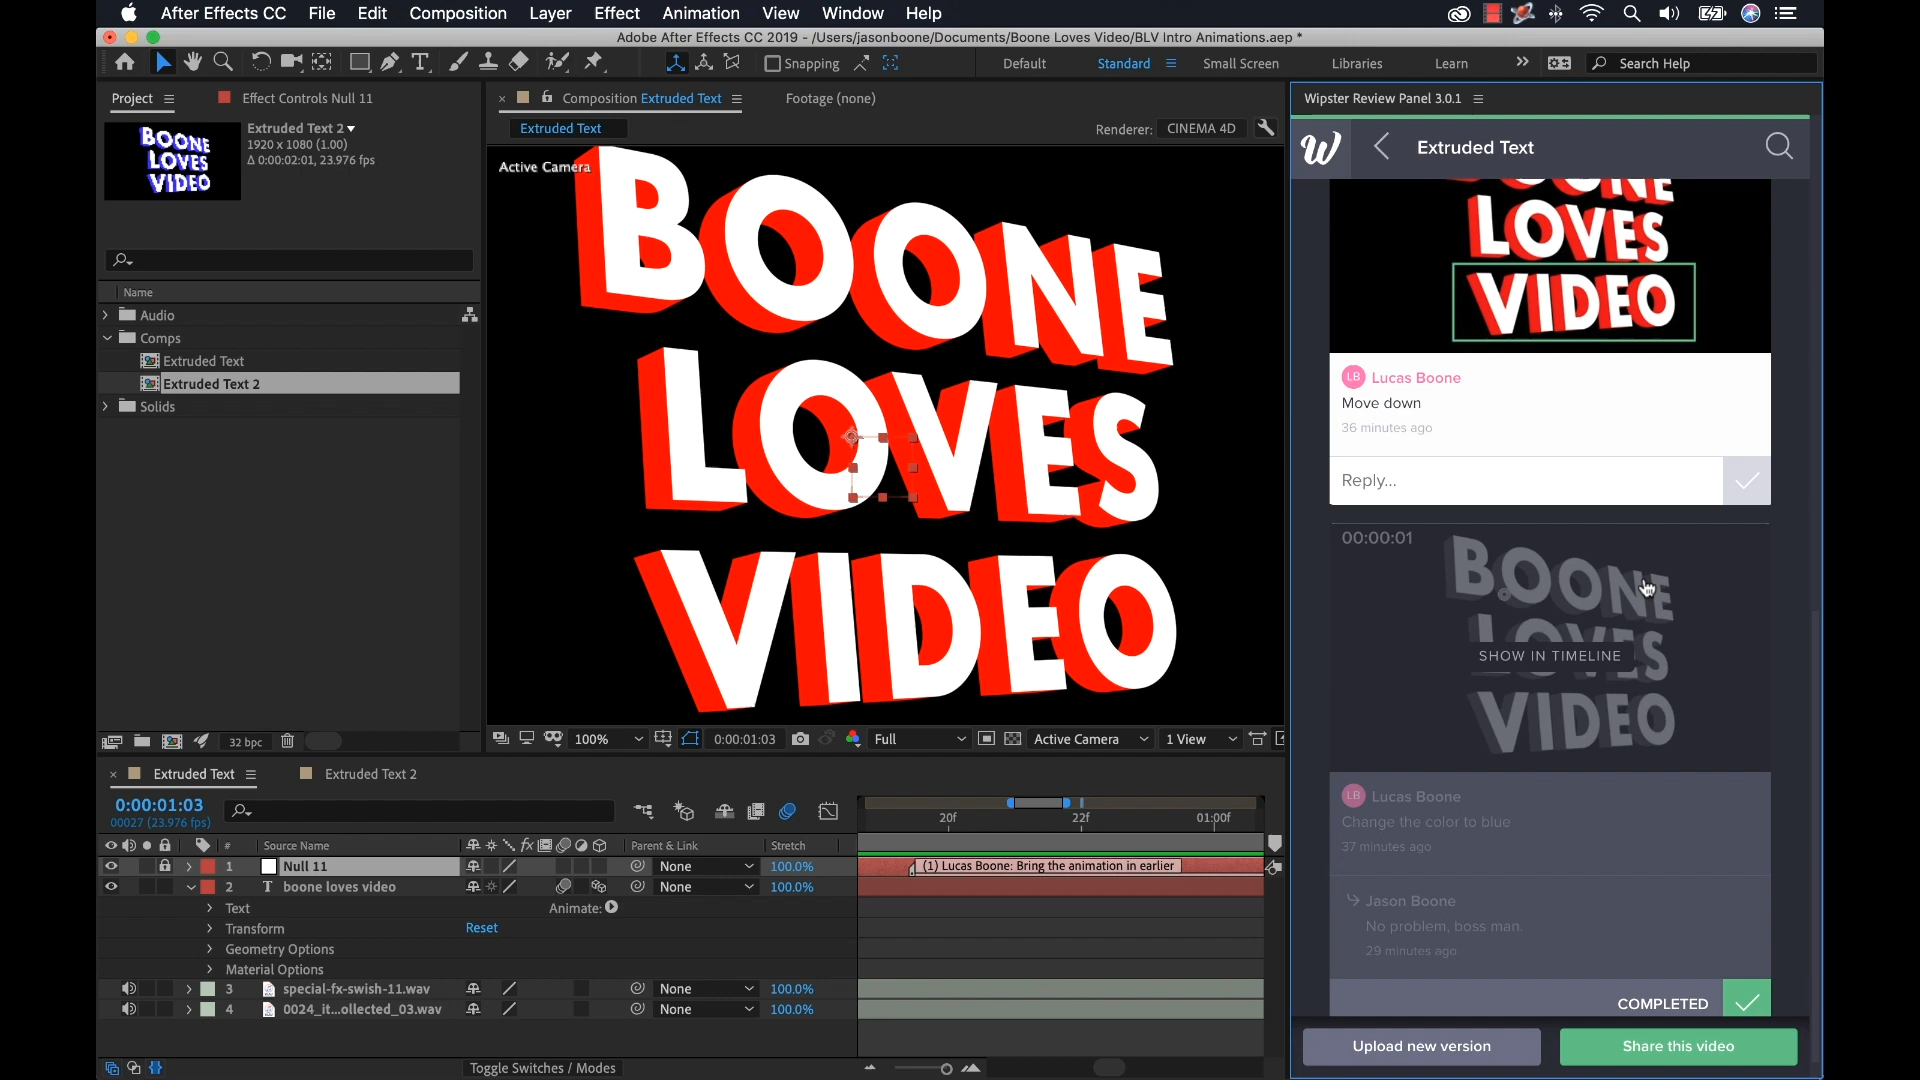 After Effects CC File Edit Composition Layer Effect Animation View Window Help
Adobe After Effects CC 2019 - /Users/jasonboone/Documents/Boone Loves Video/BLV Intro Animations.aep *
Snapping Default Standard Small Screen Libraries Learn Search Help
Project Effect Controls Null 11
BOONE
LOVES
VIDEO
Extruded Text 2
1920 x 1080 (1.00)
Δ 0:00:02:01, 23.976 fps
Name
Audio
Comps
Extruded Text
Extruded Text 2
Solids
32 bpc
Composition Extruded Text Footage (none)
Extruded Text
Renderer: CINEMA 4D
Active Camera
BOONE
LOVES
VIDEO
100% 0:00:01:03 Full Active Camera 1 View
Wipster Review Panel 3.0.1
W Extruded Text
BOONE
LOVES
VIDEO
LB Lucas Boone
Move down
36 minutes ago
Reply...
00:00:01
BOONE
LOVES
SHOW IN TIMELINE
VIDEO
LB Lucas Boone
Change the color to blue
37 minutes ago
Jason Boone
No problem, boss man.
29 minutes ago
COMPLETED
Upload new version Share this video
Extruded Text Extruded Text 2
0:00:01:03
00027 (23.976 fps)
20f 22f 01:00f
# Source Name fx Parent & Link Stretch
1 Null 11 None 100.0% (1) Lucas Boone: Bring the animation in earlier
2 T boone loves video None 100.0%
Text Animate:
Transform Reset
Geometry Options
Material Options
3 special-fx-swish-11.wav None 100.0%
4 0024_it...ollected_03.wav None 100.0%
Toggle Switches / Modes